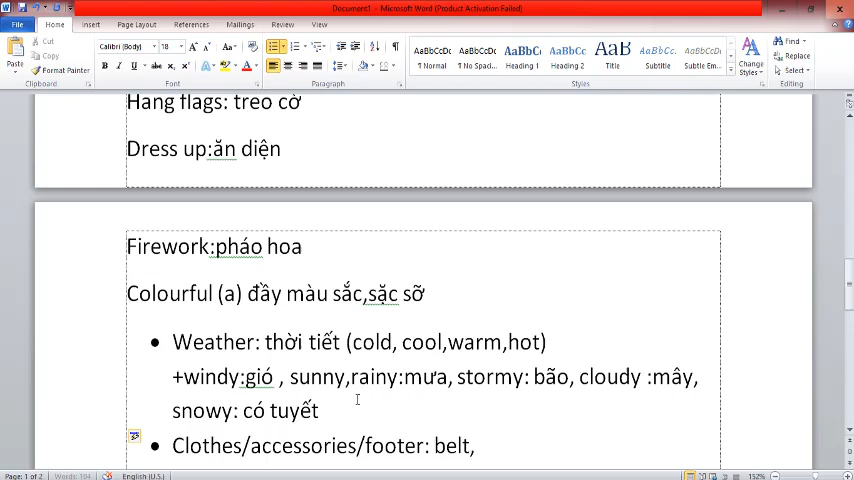 Document1 - Microsoft Word (Product Activation Failed)
File Home Insert Page Layout References Mailings Review View
Paste
Cut
Copy
Format Painter
Clipboard
Calibri (Body) 18
Font
Paragraph
AaBbCcDc AaBbCcDc AaBbC AaBbCc AaB AaBbCc. AaBbCcDc
¶ Normal ¶ No Spaci... Heading 1 Heading 2 Title Subtitle Subtle Em...
Styles
Change
Styles
Find
Replace
Select
Editing
Hang flags: treo cờ
Dress up:ăn diện
Firework:pháo hoa
Colourful (a) đầy màu sắc,sặc sỡ
• Weather: thời tiết (cold, cool,warm,hot)
+windy:gió , sunny,rainy:mưa, stormy: bão, cloudy :mây,
snowy: có tuyết
• Clothes/accessories/footer: belt,
Page: 1 of 2 Words: 104 English (U.S.) 152%